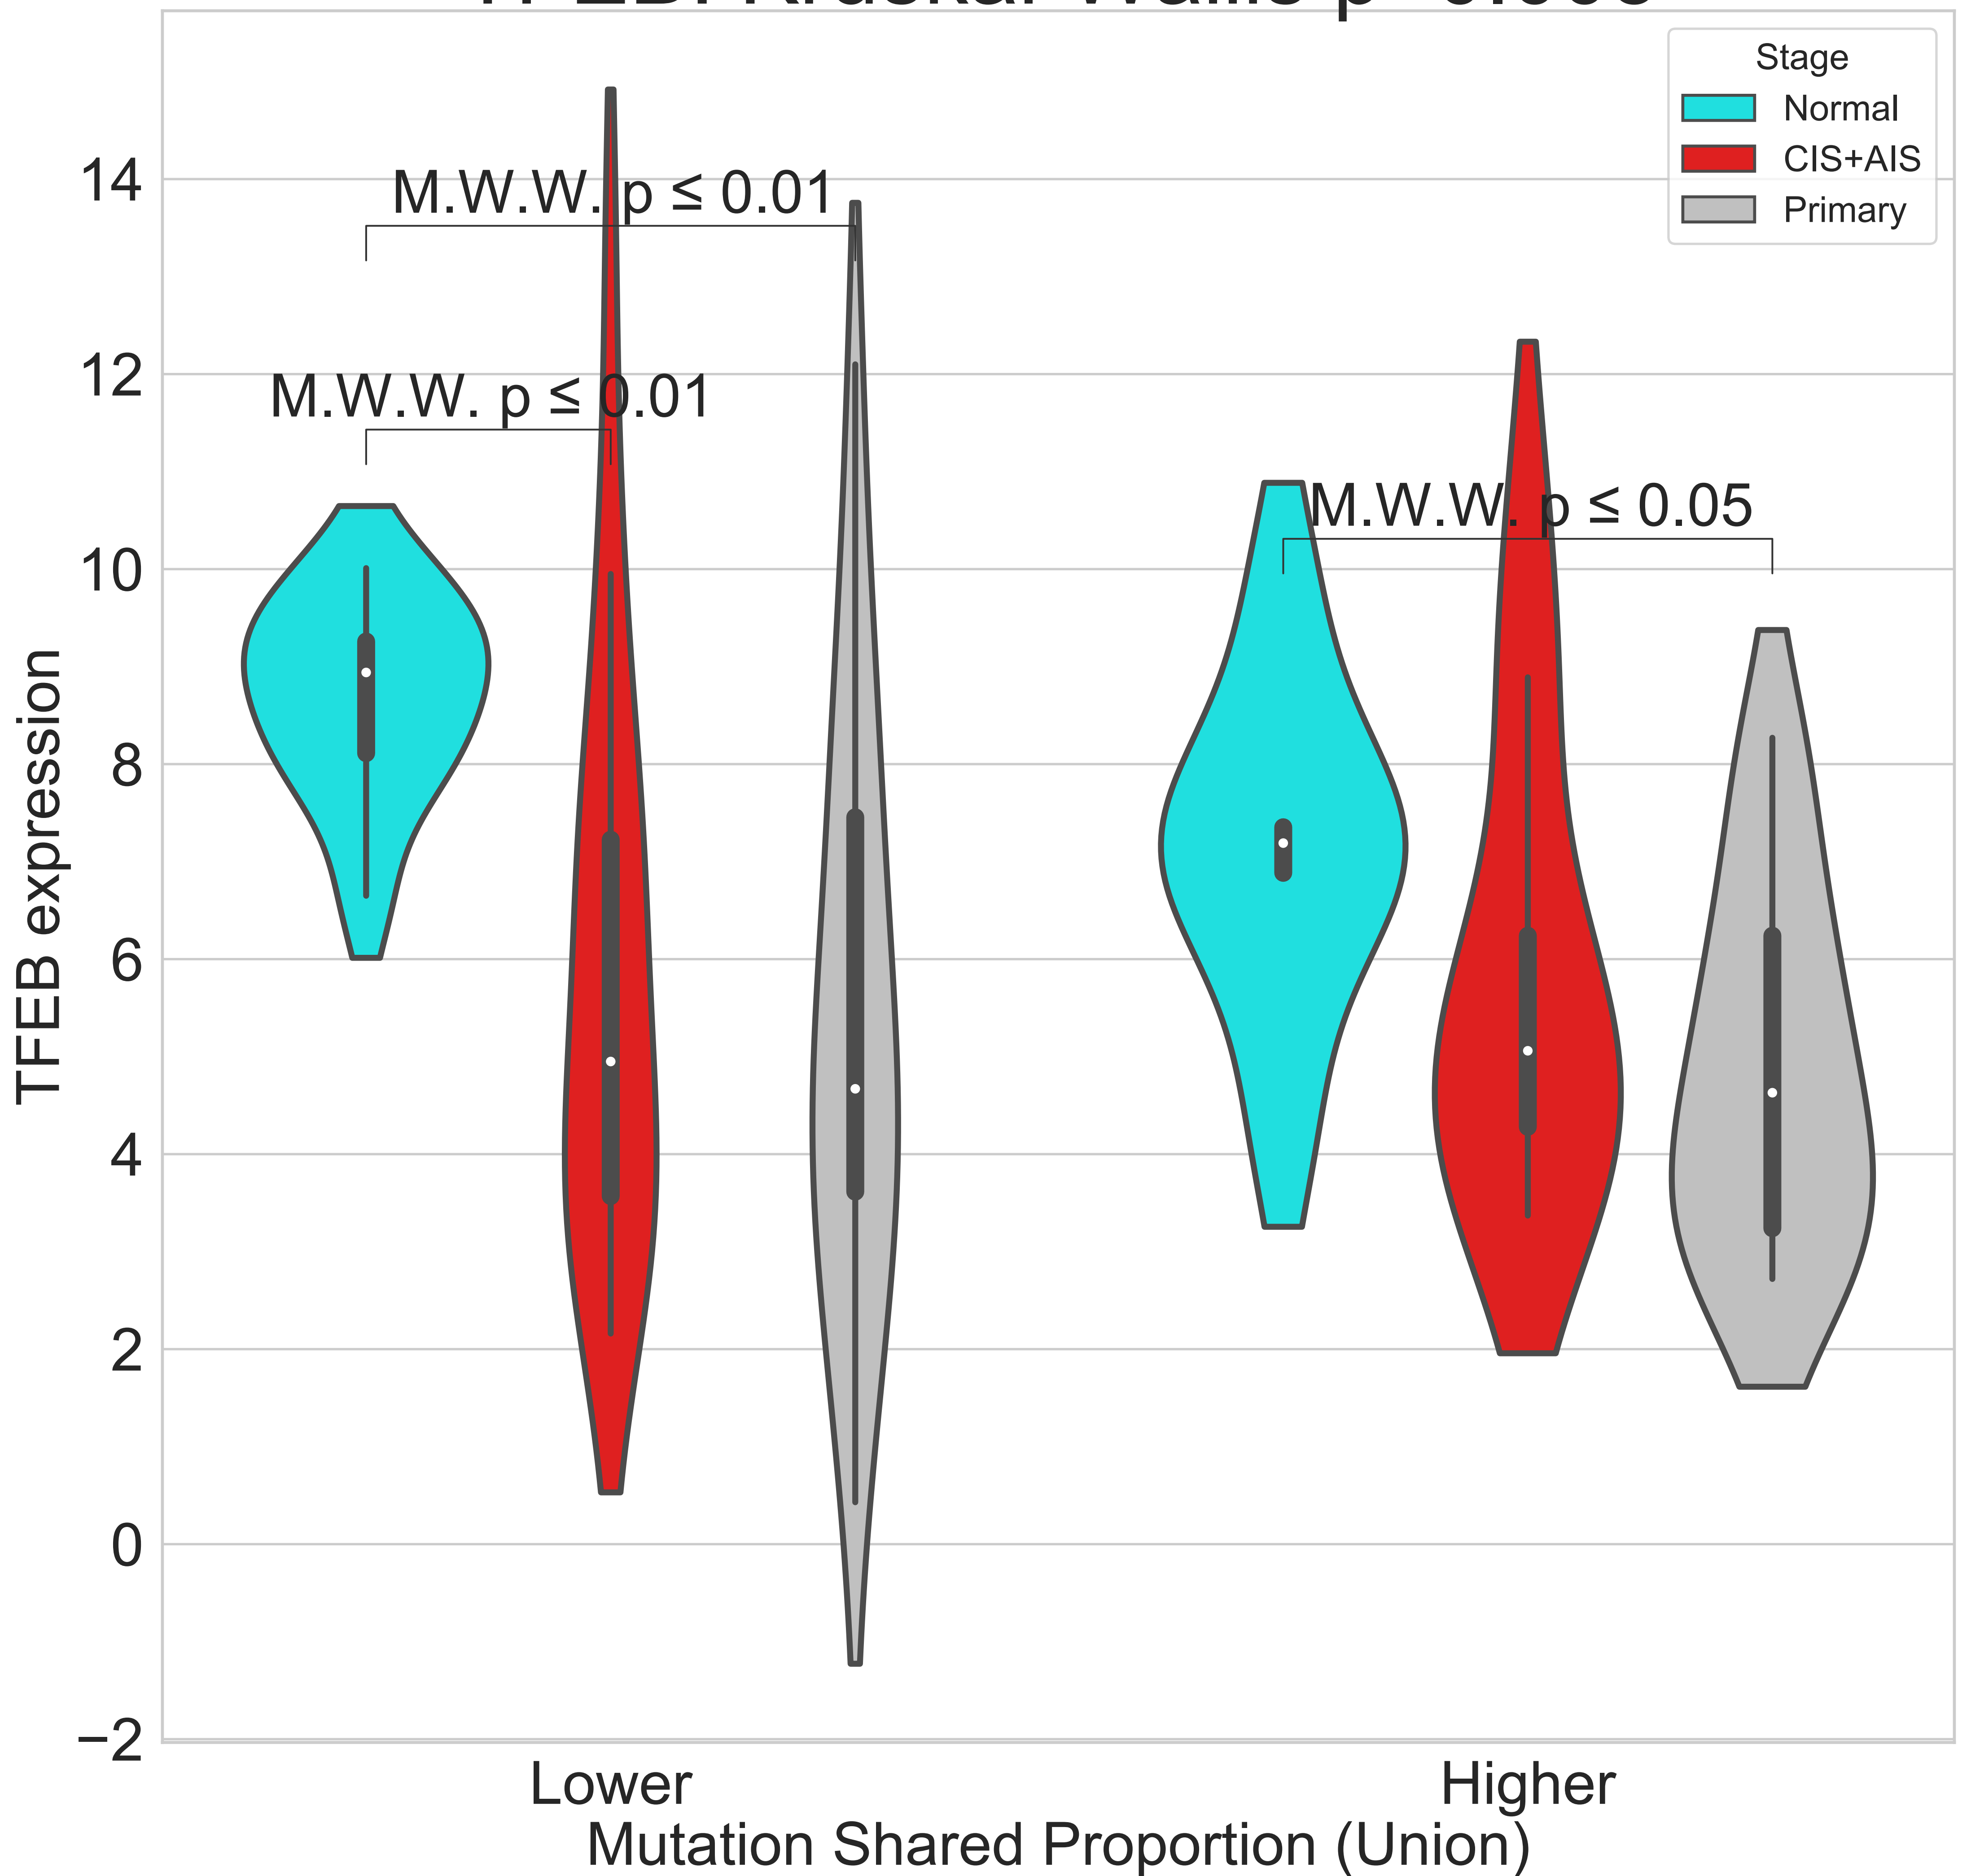 Stage
Normal
CIS+AIS
Primary
M.W.W. p ≤ 0.01
M.W.W. p ≤ 0.01
M.W.W. p ≤ 0.05
14
12
10
8
6
4
2
0
−2
TFEB expression
Lower
Higher
Mutation Shared Proportion (Union)